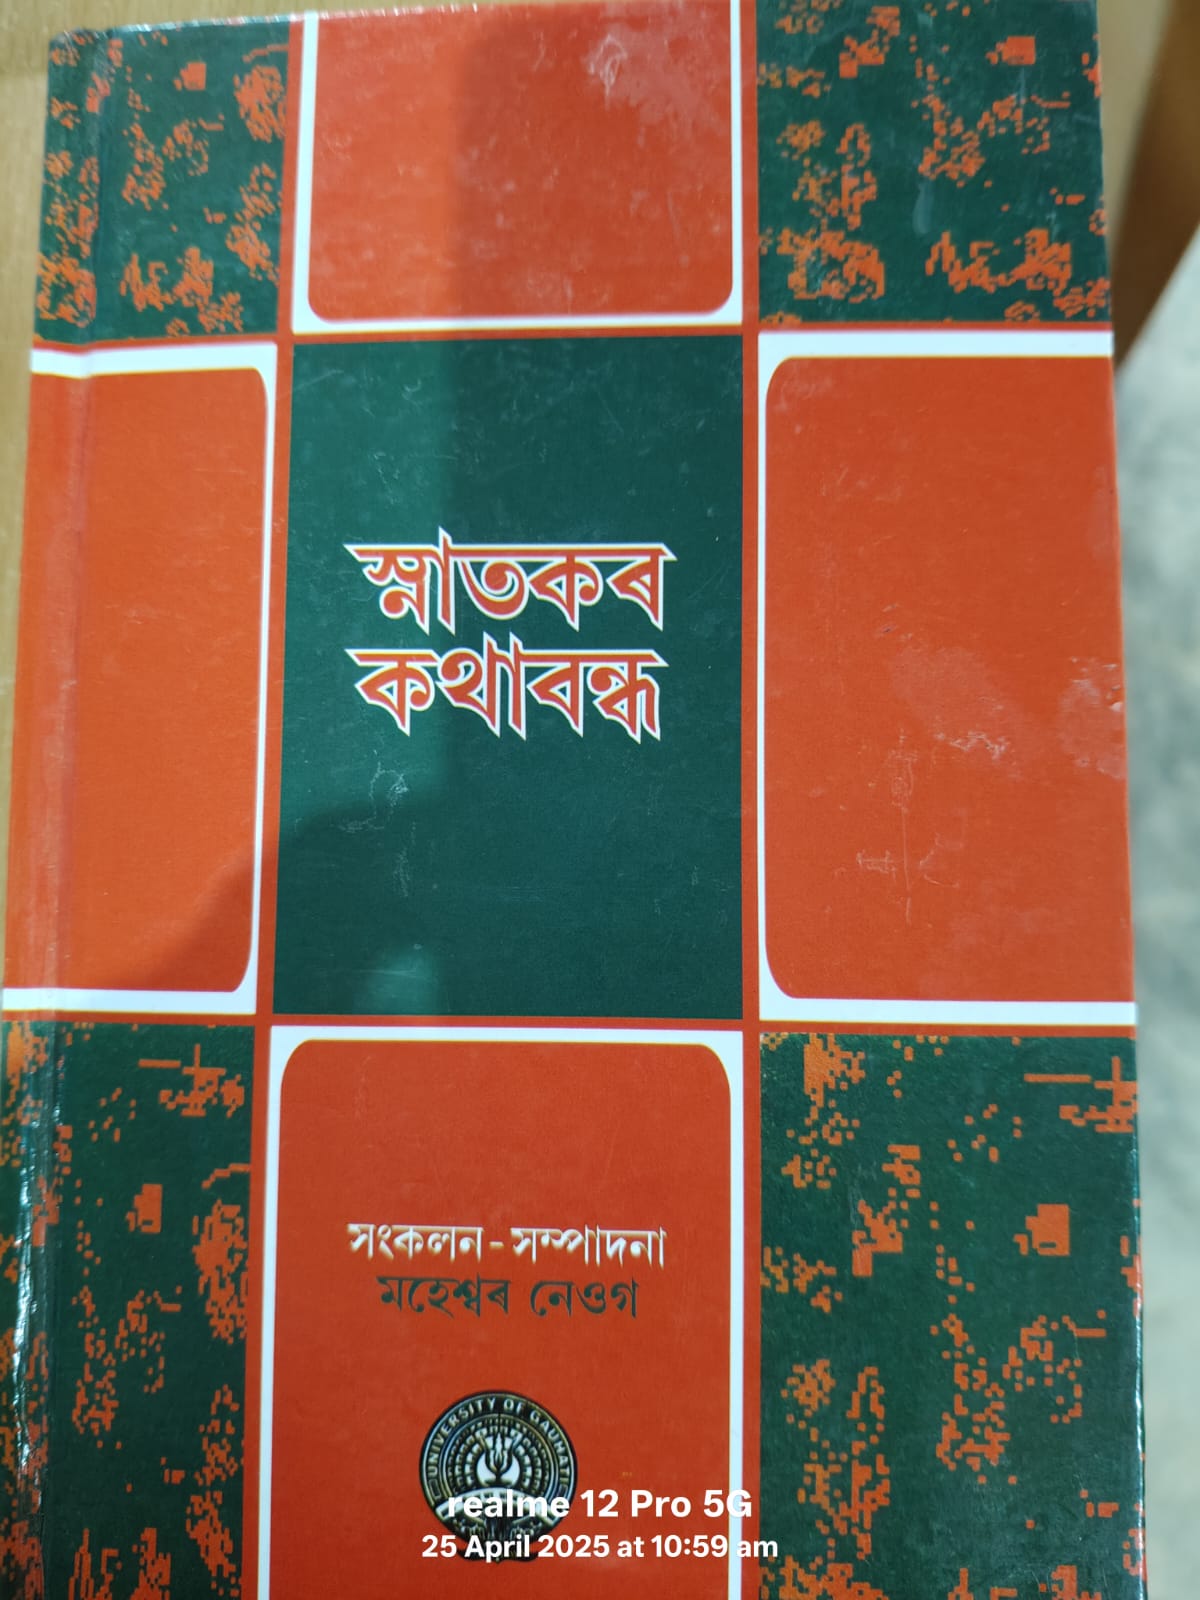 স্নাতকৰ
কথাবন্ধ
সংকলন-সম্পাদনা
মহেশ্বৰ নেওগ
UNIVERSITY OF GAUHATI
realme 12 Pro 5G
25 April 2025 at 10:59 am